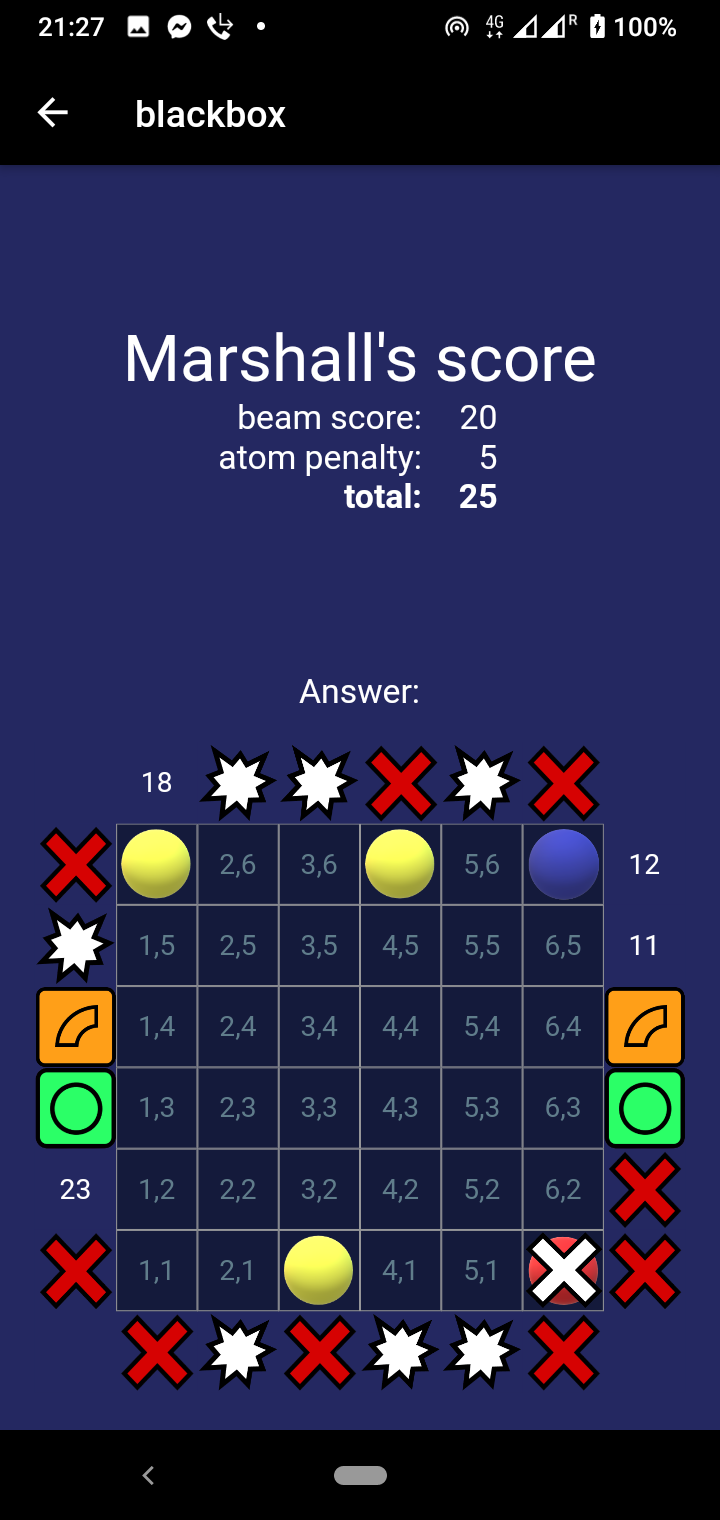 21:27 4G R 100%
blackbox
Marshall's score
beam score: 20
atom penalty: 5
total: 25
Answer:
18
2,6 3,6 5,6 12
1,5 2,5 3,5 4,5 5,5 6,5 11
1,4 2,4 3,4 4,4 5,4 6,4
1,3 2,3 3,3 4,3 5,3 6,3
23 1,2 2,2 3,2 4,2 5,2 6,2
1,1 2,1 4,1 5,1